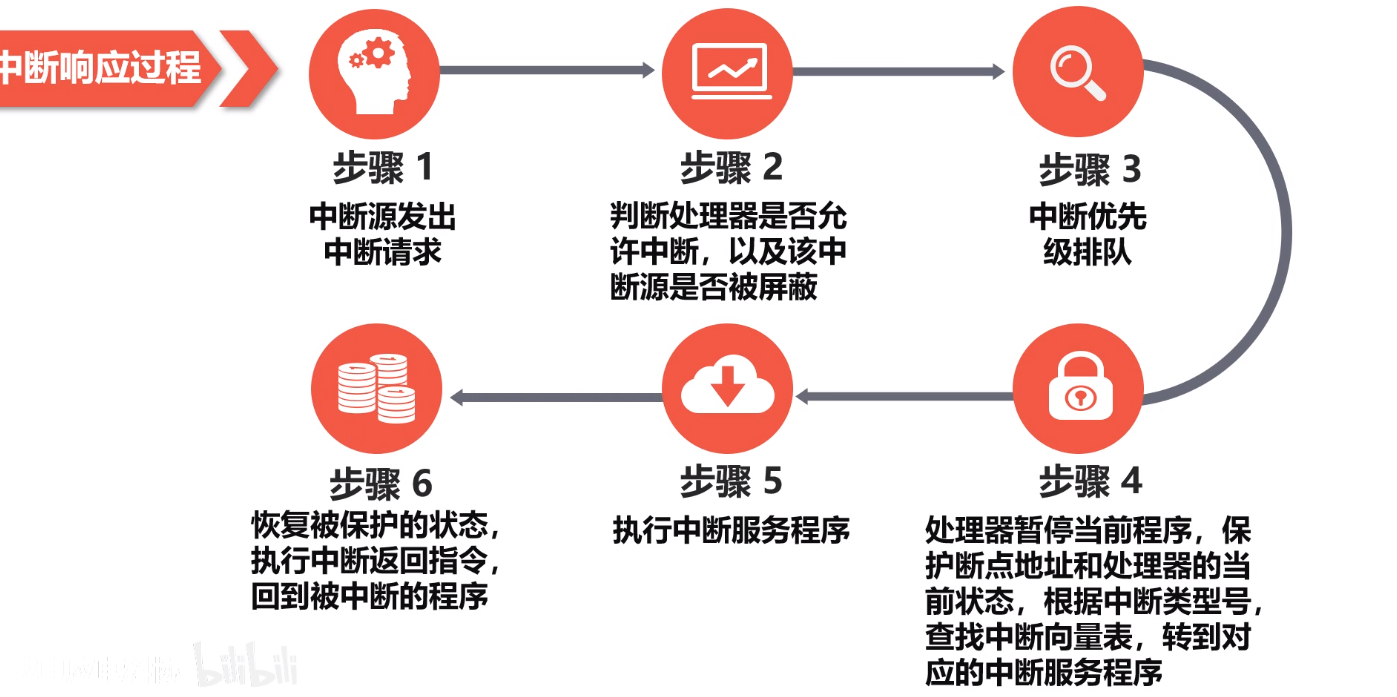 中断响应过程
步骤 1
中断源发出
中断请求
步骤 2
判断处理器是否允
许中断，以及该中
断源是否被屏蔽
步骤 3
中断优先
级排队
步骤 4
处理器暂停当前程序，保
护断点地址和处理器的当
前状态，根据中断类型号，
查找中断向量表，转到对
应的中断服务程序
步骤 5
执行中断服务程序
步骤 6
恢复被保护的状态，
执行中断返回指令，
回到被中断的程序
bilibili